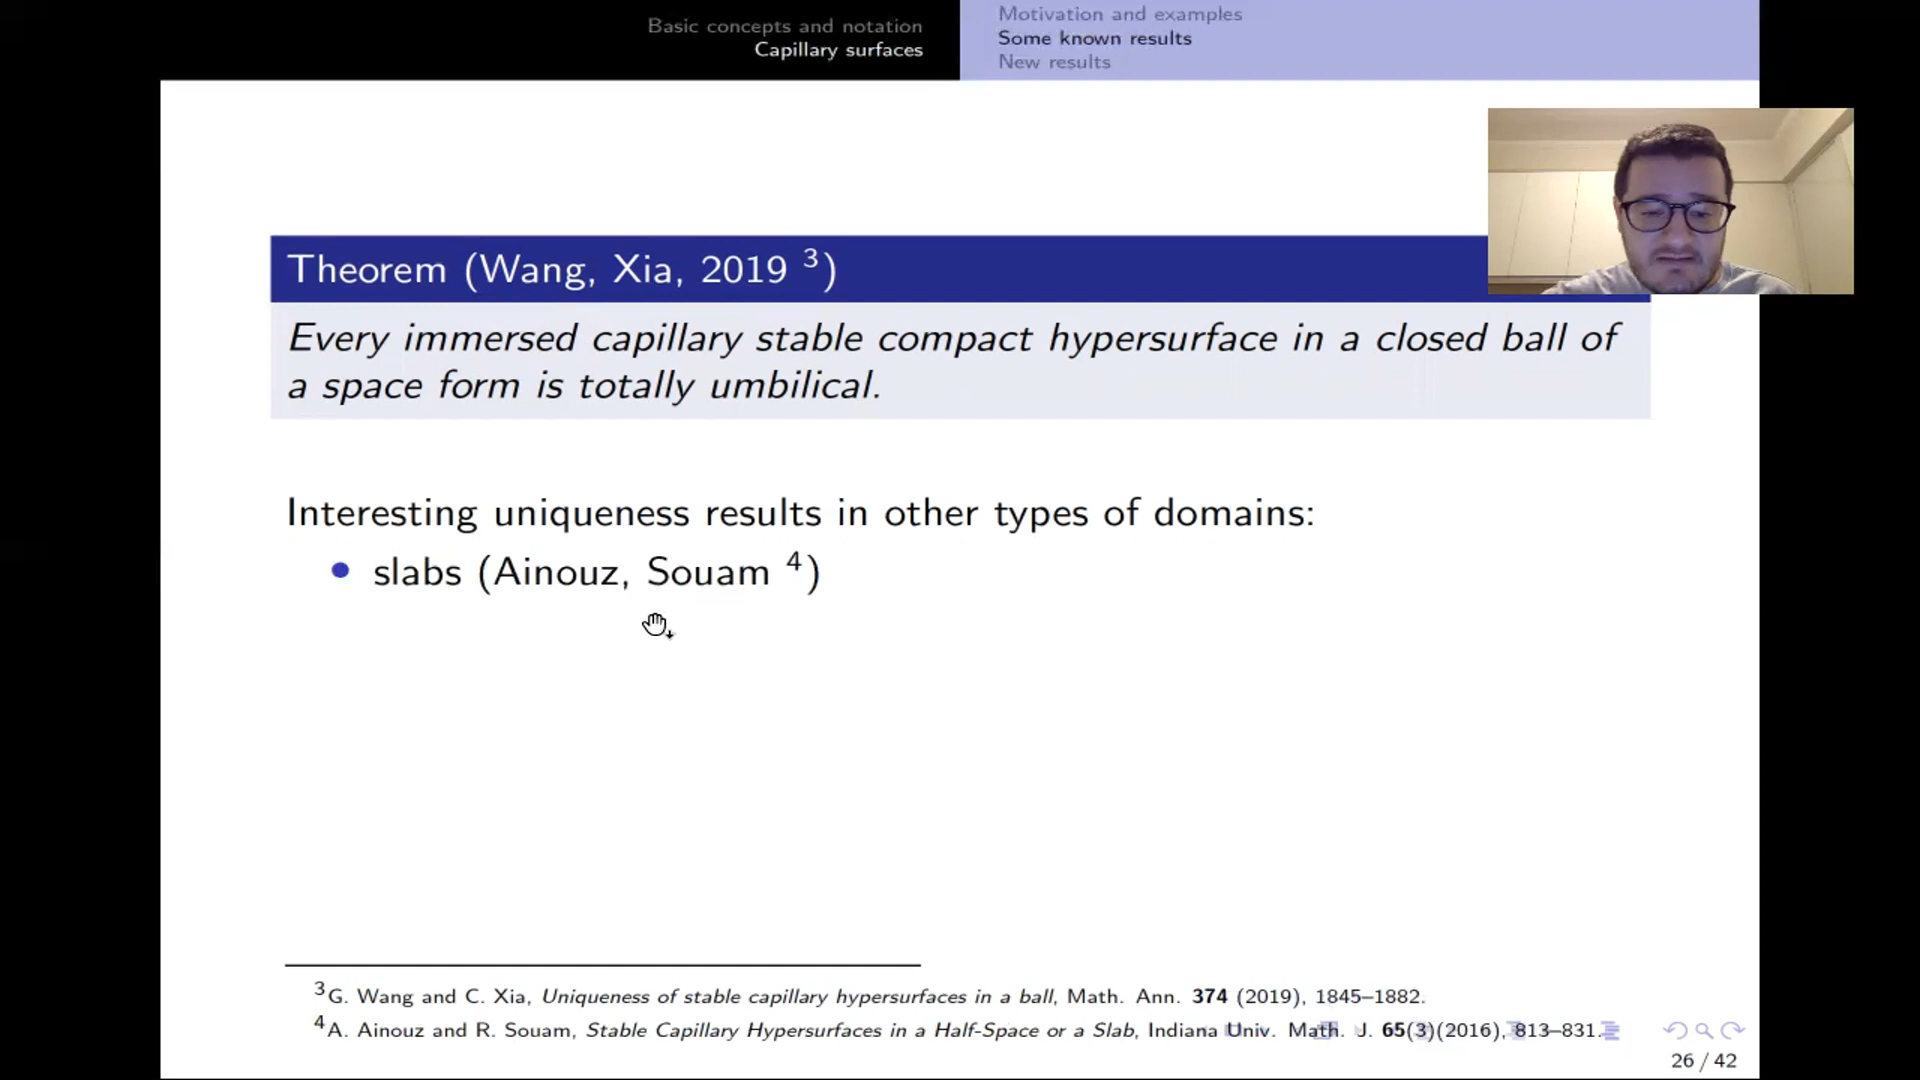 Basic concepts and notation
Capillary surfaces
Motivation and examples
Some known results
New results
Theorem (Wang, Xia, 2019 ³)
Every immersed capillary stable compact hypersurface in a closed ball of
a space form is totally umbilical.
Interesting uniqueness results in other types of domains:
• slabs (Ainouz, Souam ⁴)
³G. Wang and C. Xia, Uniqueness of stable capillary hypersurfaces in a ball, Math. Ann. 374 (2019), 1845–1882.
⁴A. Ainouz and R. Souam, Stable Capillary Hypersurfaces in a Half-Space or a Slab, Indiana Univ. Math. J. 65(3)(2016), 813–831.
26 / 42